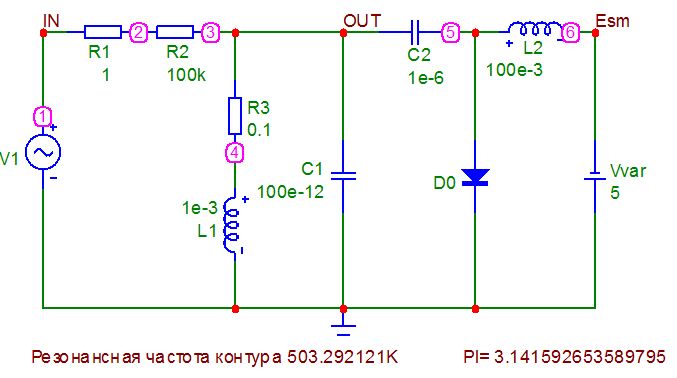 IN
OUT
Esm
2
3
5
6
R1
R2
C2
L2
1
100k
1e-6
100e-3
1
R3
0.1
V1
4
C1
D0
Vvar
100e-12
5
1e-3
L1
Резонансная частота контура 503.292121K
PI= 3.141592653589795